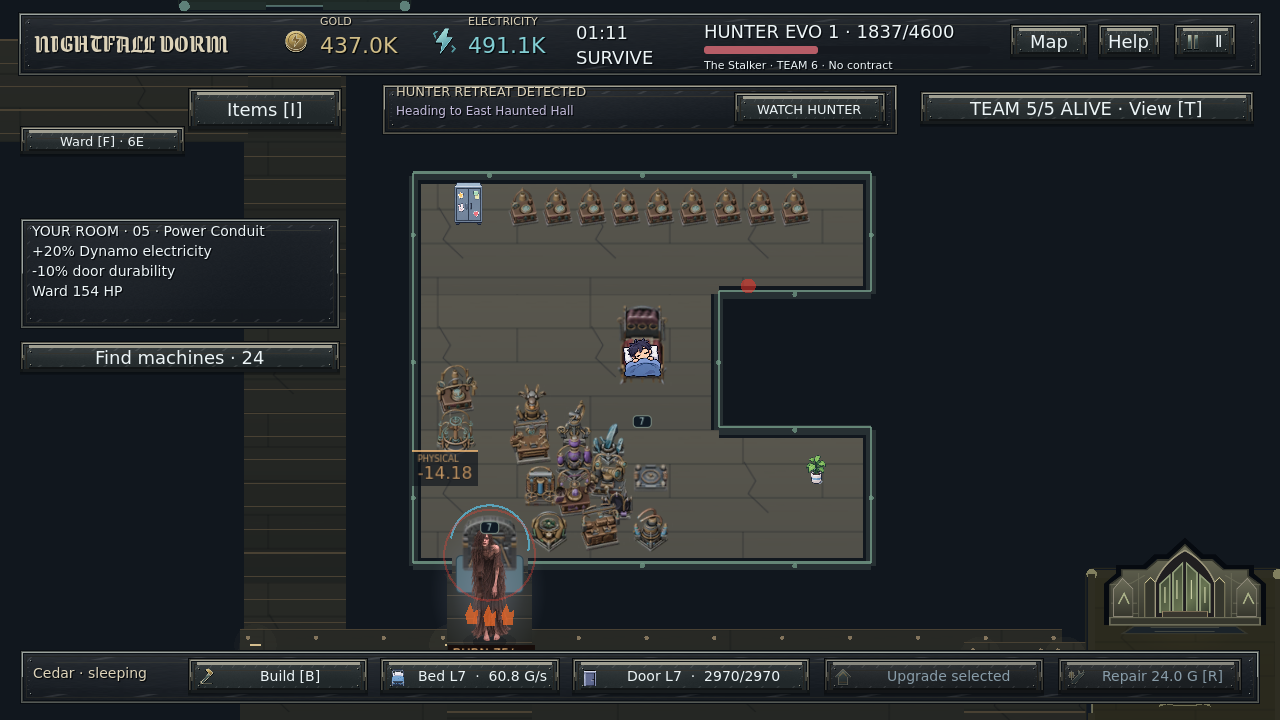 NIGHTFALL DORM
GOLD
437.0K
ELECTRICITY
491.1K
01:11
SURVIVE
HUNTER EVO 1 · 1837/4600
The Stalker · TEAM 6 · No contract
Map
Help
Items [I]
Ward [F] · 6E
HUNTER RETREAT DETECTED
Heading to East Haunted Hall
WATCH HUNTER
TEAM 5/5 ALIVE · View [T]
YOUR ROOM · 05 · Power Conduit
+20% Dynamo electricity
-10% door durability
Ward 154 HP
Find machines · 24
7
PHYSICAL
-14.18
7
Cedar · sleeping
Build [B]
Bed L7 · 60.8 G/s
Door L7 · 2970/2970
Upgrade selected
Repair 24.0 G [R]